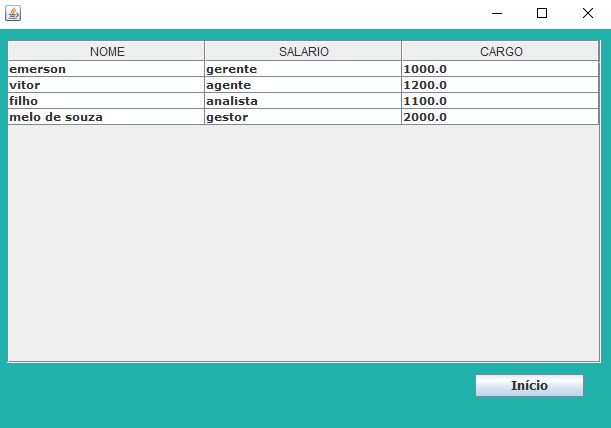 NOME SALARIO CARGO
emerson gerente 1000.0
vitor agente 1200.0
filho analista 1100.0
melo de souza gestor 2000.0
Início